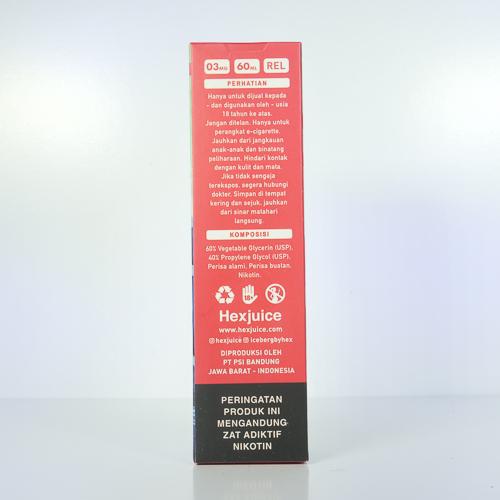 03MG 60ML REL
PERHATIAN
Hanya untuk dijual kepada
- dan digunakan oleh - usia
18 tahun ke atas.
Jangan ditelan. Hanya untuk
perangkat e-cigarette.
Jauhkan dari jangkauan
anak-anak dan binatang
peliharaan. Hindari kontak
dengan kulit dan mata.
Jika tidak sengaja
terekspos, segera hubungi
dokter. Simpan di tempat
kering dan sejuk, jauhkan
dari sinar matahari
langsung.
KOMPOSISI
60% Vegetable Glycerin (USP),
40% Propylene Glycol (USP),
Perisa alami, Perisa buatan,
Nikotin.
18+
Hexjuice
www.hexjuice.com
hexjuice icebergbyhex
DIPRODUKSI OLEH
PT PSI BANDUNG
JAWA BARAT - INDONESIA
PERINGATAN
PRODUK INI
MENGANDUNG
ZAT ADIKTIF
NIKOTIN